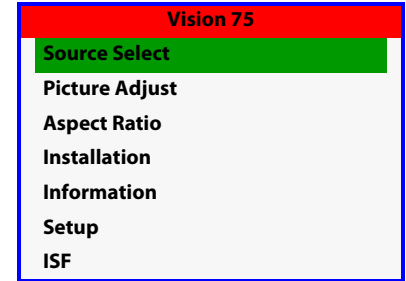 Vision 75
Source Select
Picture Adjust
Aspect Ratio
Installation
Information
Setup
ISF